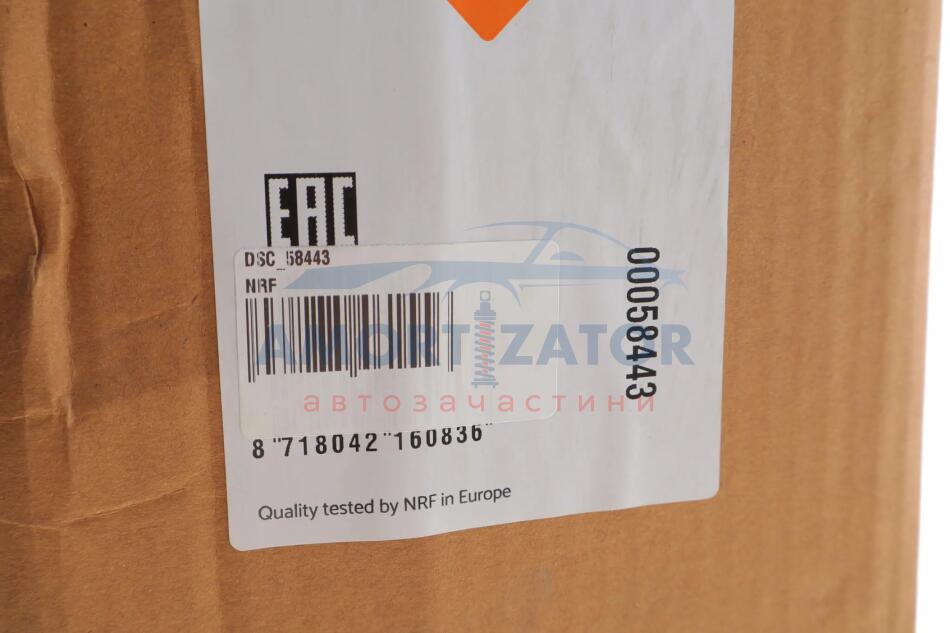 EAC
DSC_58443
NRF
00058443
AMORTIZATOR
автозачастини
8 "718042 "160836"
Quality tested by NRF in Europe